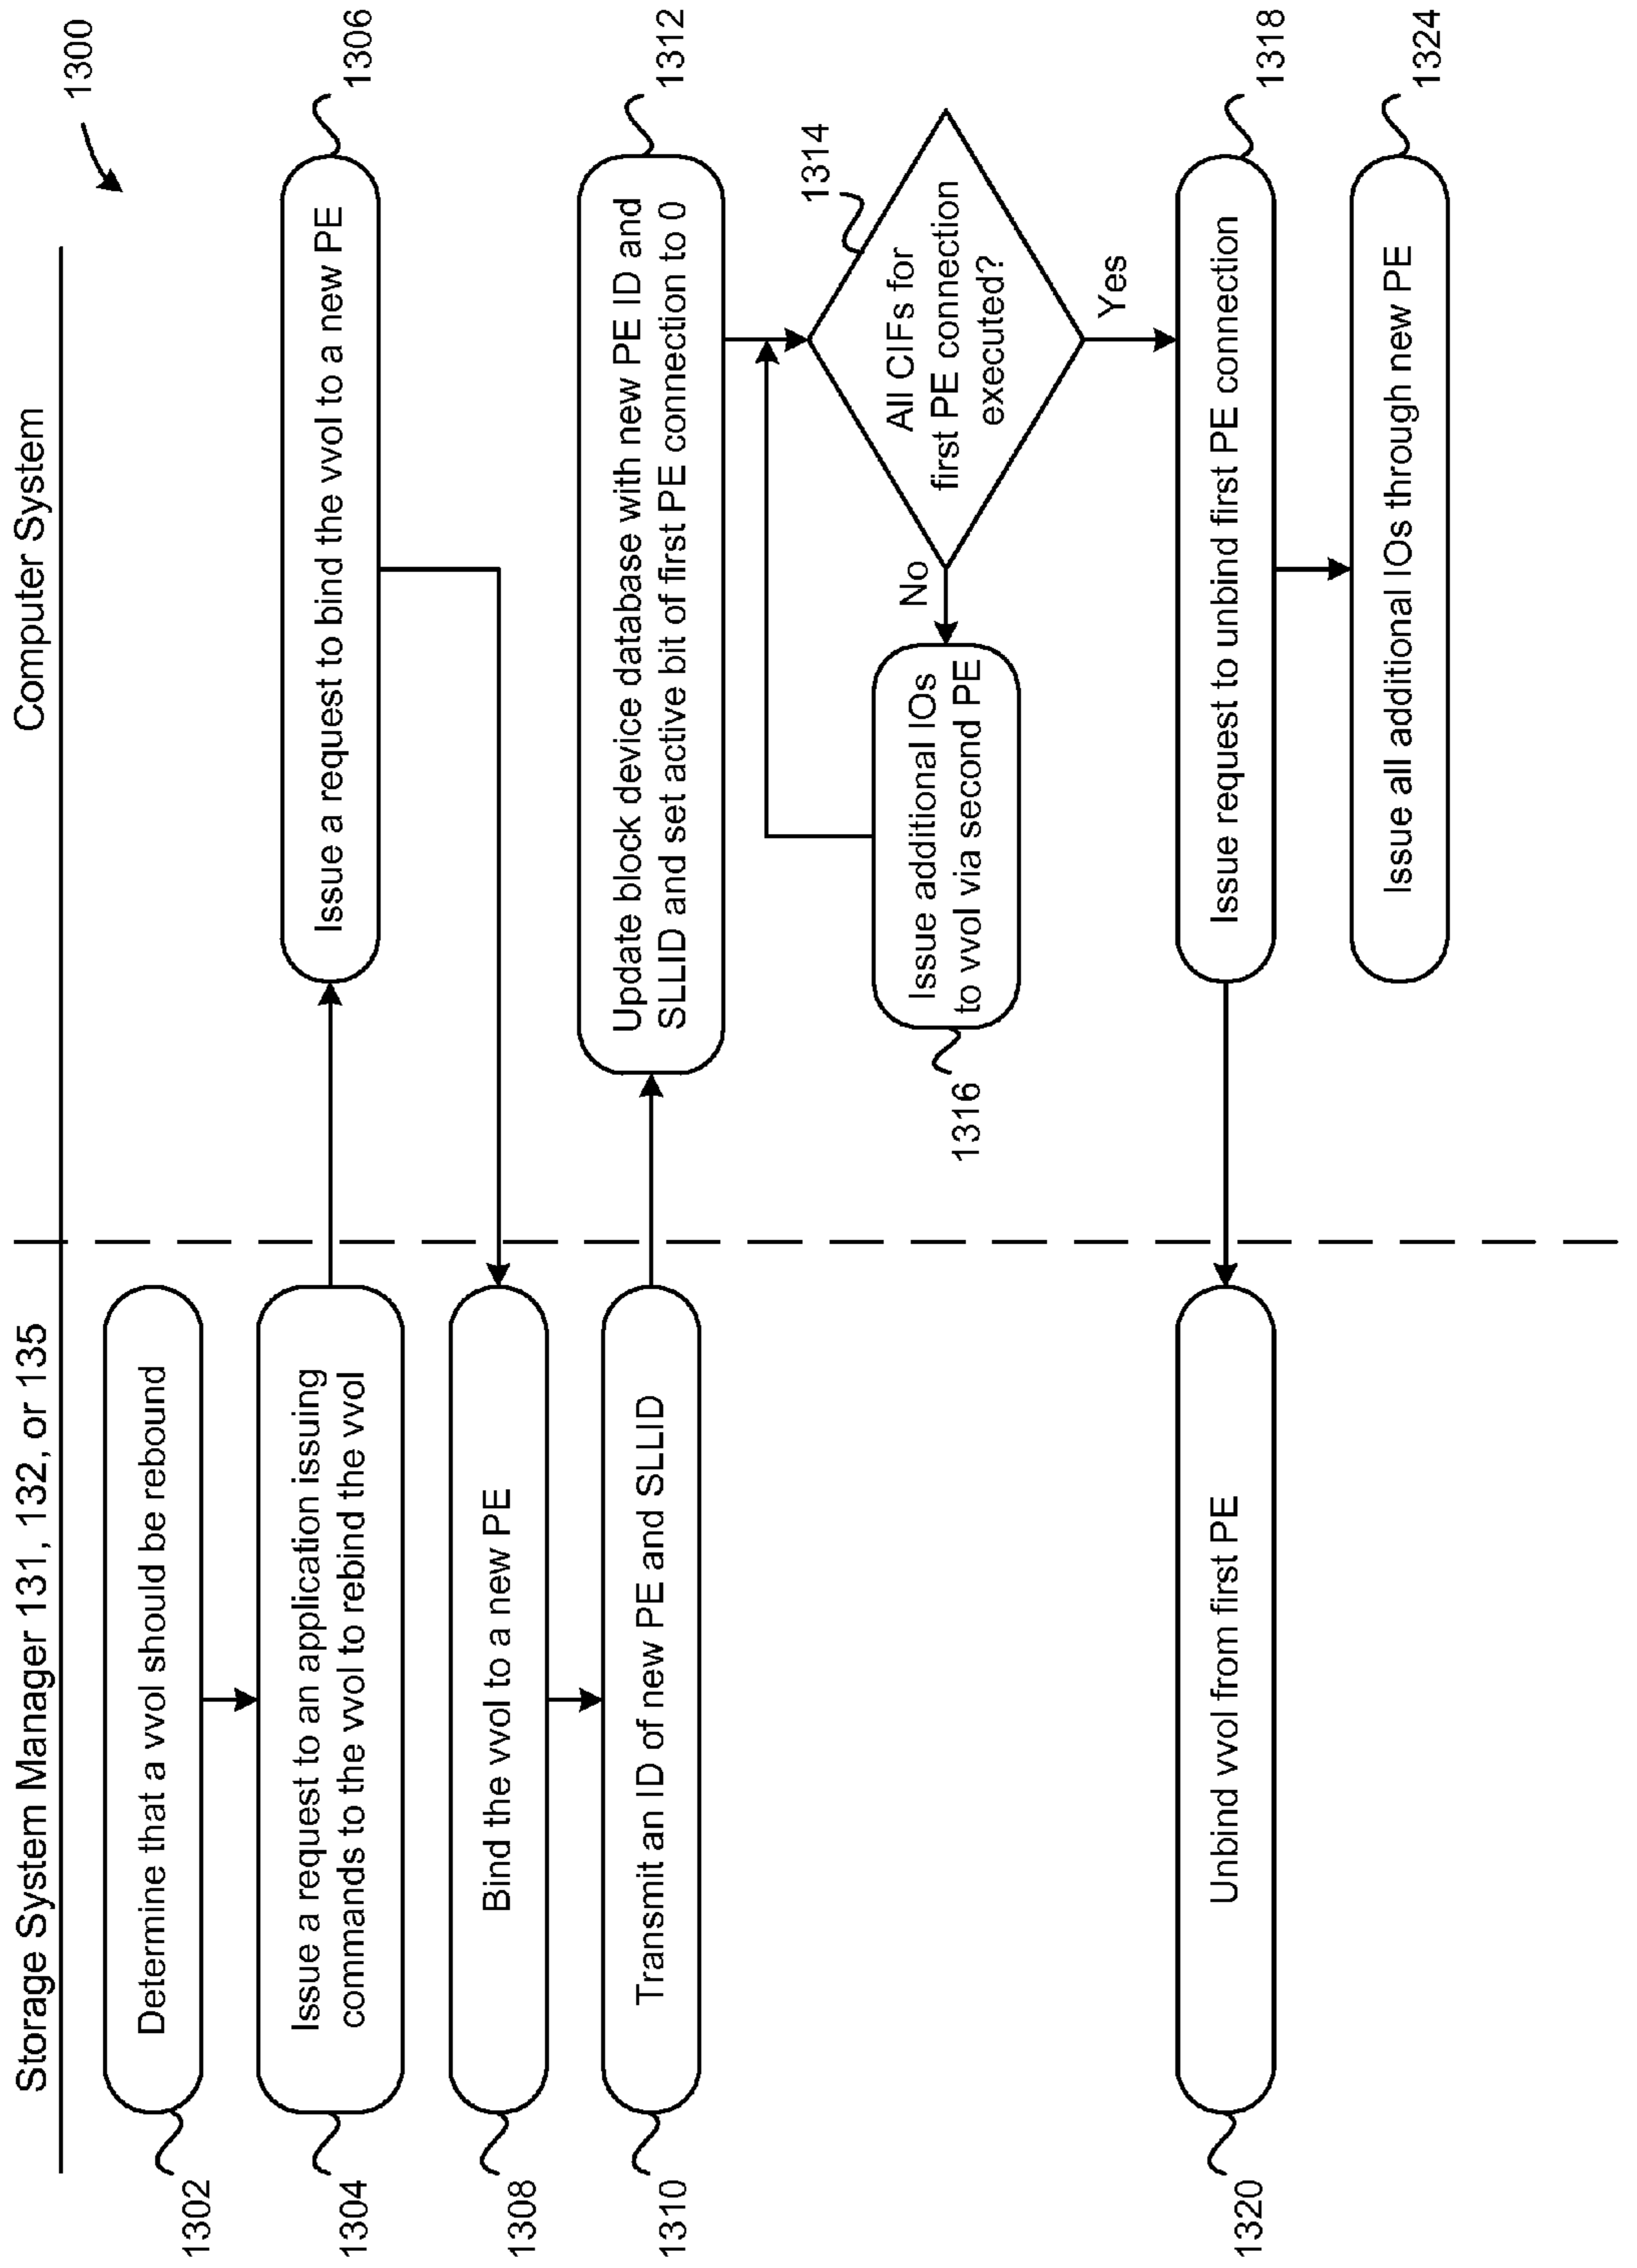 1300
Storage System Manager 131, 132, or 135
Computer System
Determine that a vvol should be rebound
1302
Issue a request to an application issuing
commands to the vvol to rebind the vvol
1304
Issue a request to bind the vvol to a new PE
1306
Bind the vvol to a new PE
1308
Transmit an ID of new PE and SLLID
1310
Update block device database with new PE ID and
SLLID and set active bit of first PE connection to 0
1312
1314
All CIFs for
first PE connection
executed?
No
Yes
Issue additional IOs
to vvol via second PE
1316
Issue request to unbind first PE connection
1318
Unbind vvol from first PE
1320
Issue all additional IOs through new PE
1324